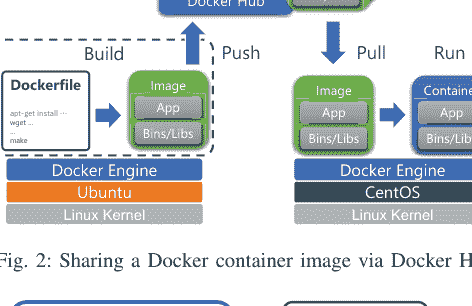 Docker Hub
Build
Push
Pull
Run
Dockerfile
apt-get install ...
wget ...
...
make
Image
App
Bins/Libs
Image
App
Bins/Libs
Containe
App
Bins/Lib
Docker Engine
Ubuntu
Linux Kernel
Docker Engine
CentOS
Linux Kernel
Fig. 2: Sharing a Docker container image via Docker H